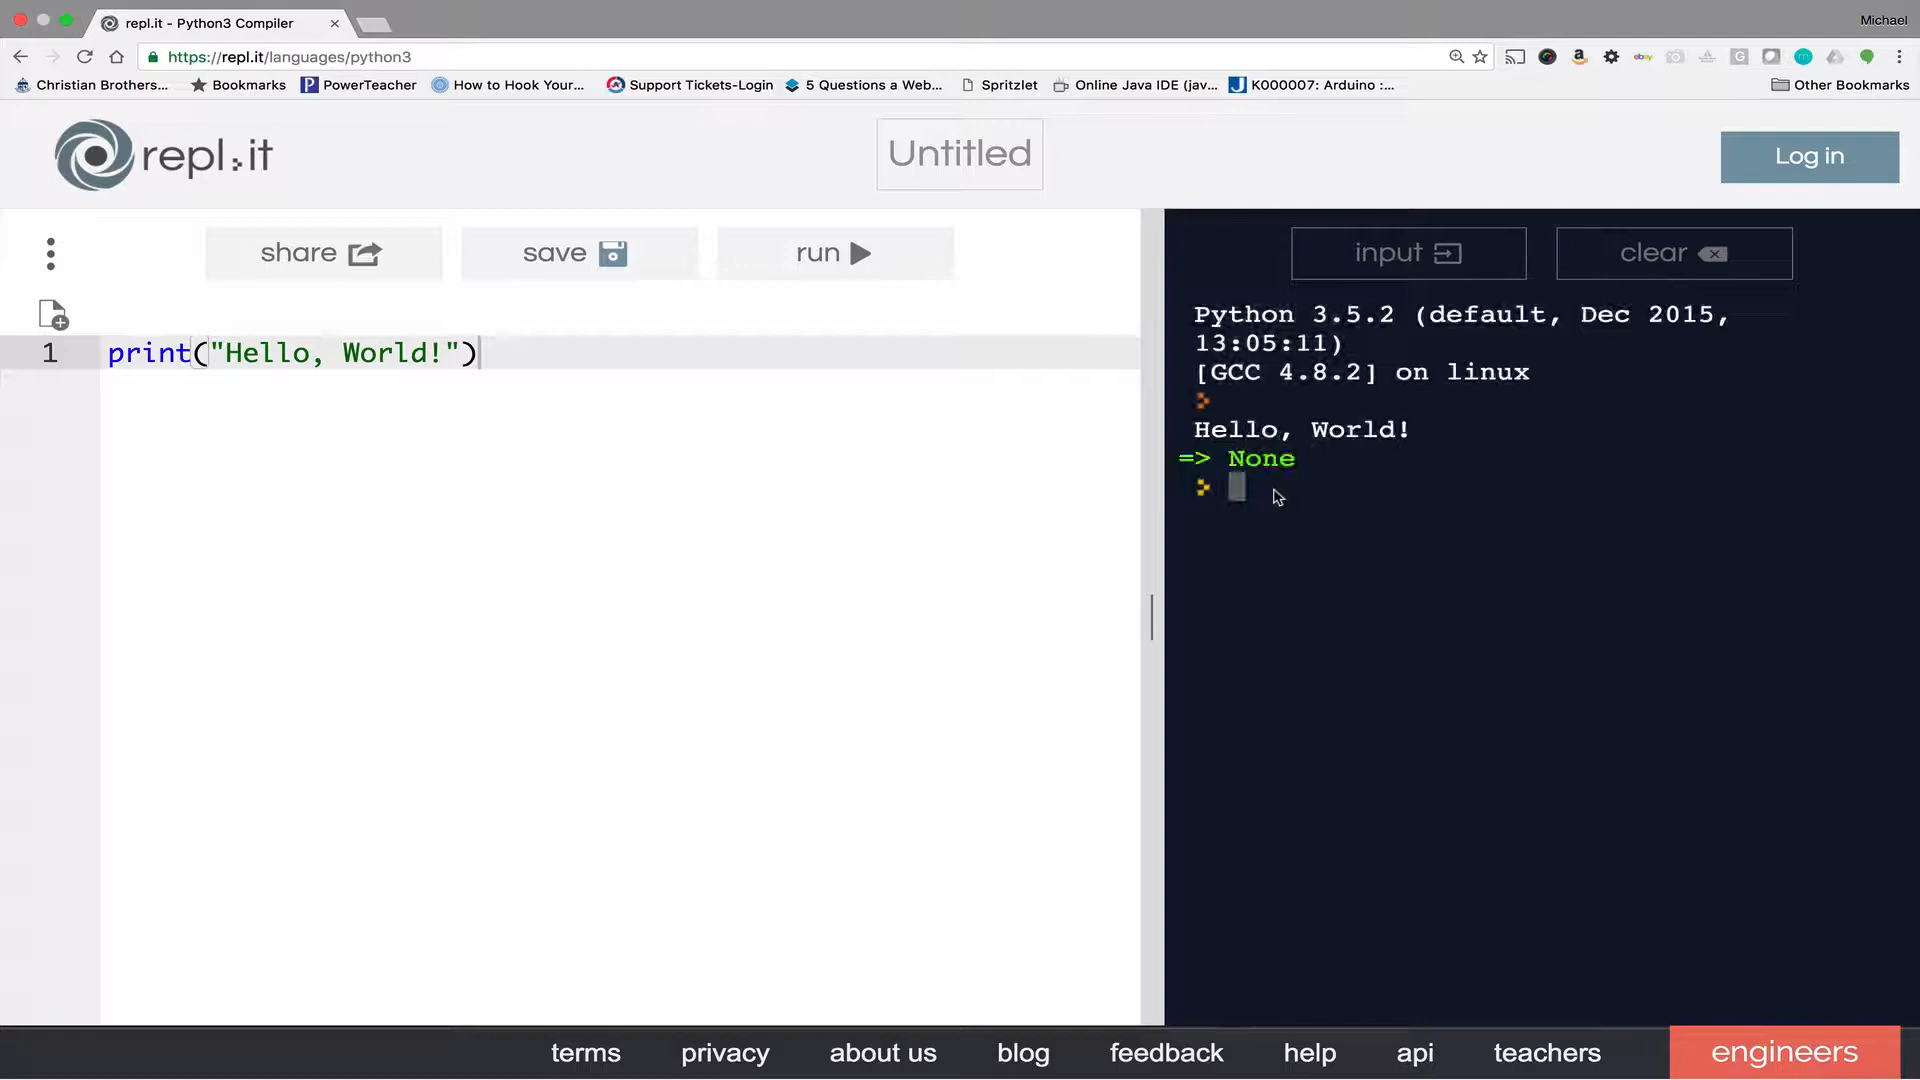 repl.it - Python3 Compiler
Michael
https://repl.it/languages/python3
Christian Brothers... Bookmarks PowerTeacher How to Hook Your... Support Tickets-Login 5 Questions a Web... Spritzlet Online Java IDE (jav... K000007: Arduino :... Other Bookmarks
repl.it
Untitled
Log in
share save run
input clear
1 print("Hello, World!")
Python 3.5.2 (default, Dec 2015,
13:05:11)
[GCC 4.8.2] on linux
Hello, World!
=> None
terms privacy about us blog feedback help api teachers engineers